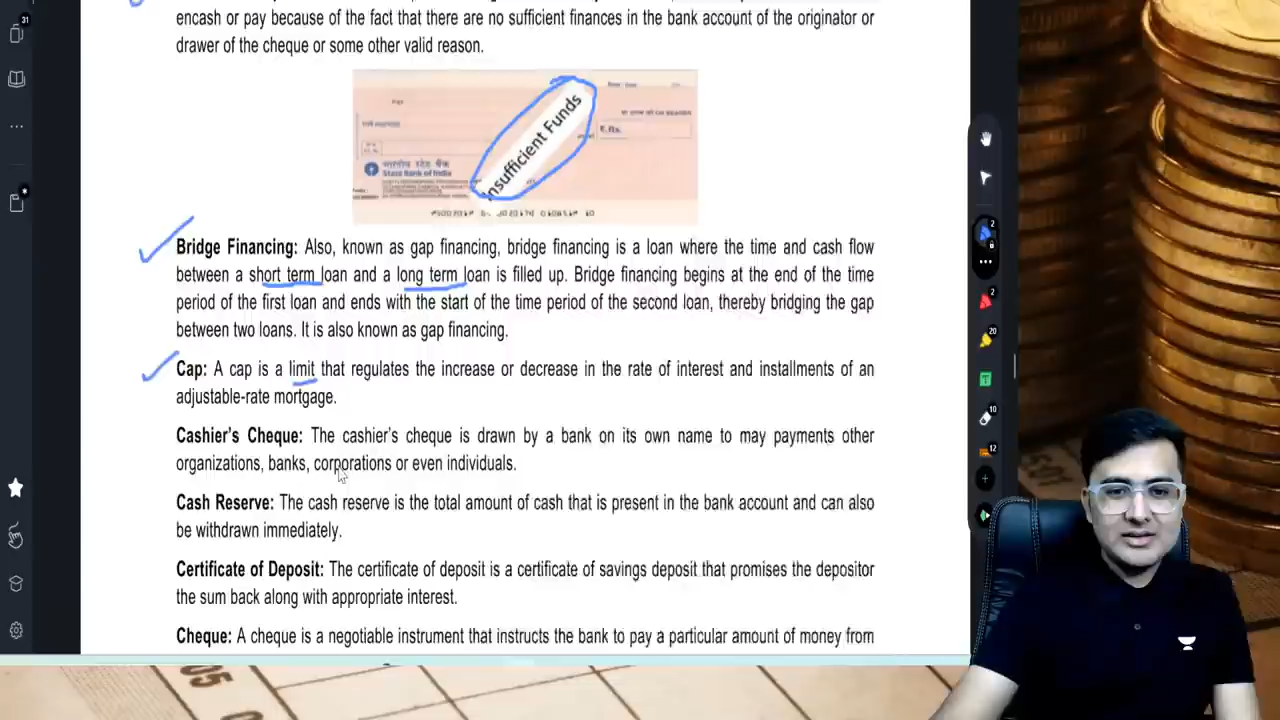 encash or pay because of the fact that there are no sufficient finances in the bank account of the originator or
drawer of the cheque or some other valid reason.
Insufficient Funds
भारतीय स्टेट बैंक
State Bank of India
Bridge Financing: Also, known as gap financing, bridge financing is a loan where the time and cash flow
between a short term loan and a long term loan is filled up. Bridge financing begins at the end of the time
period of the first loan and ends with the start of the time period of the second loan, thereby bridging the gap
between two loans. It is also known as gap financing.
Cap: A cap is a limit that regulates the increase or decrease in the rate of interest and installments of an
adjustable-rate mortgage.
Cashier's Cheque: The cashier's cheque is drawn by a bank on its own name to may payments other
organizations, banks, corporations or even individuals.
Cash Reserve: The cash reserve is the total amount of cash that is present in the bank account and can also
be withdrawn immediately.
Certificate of Deposit: The certificate of deposit is a certificate of savings deposit that promises the depositor
the sum back along with appropriate interest.
Cheque: A cheque is a negotiable instrument that instructs the bank to pay a particular amount of money from
31
2
2
20
T
10
12
05